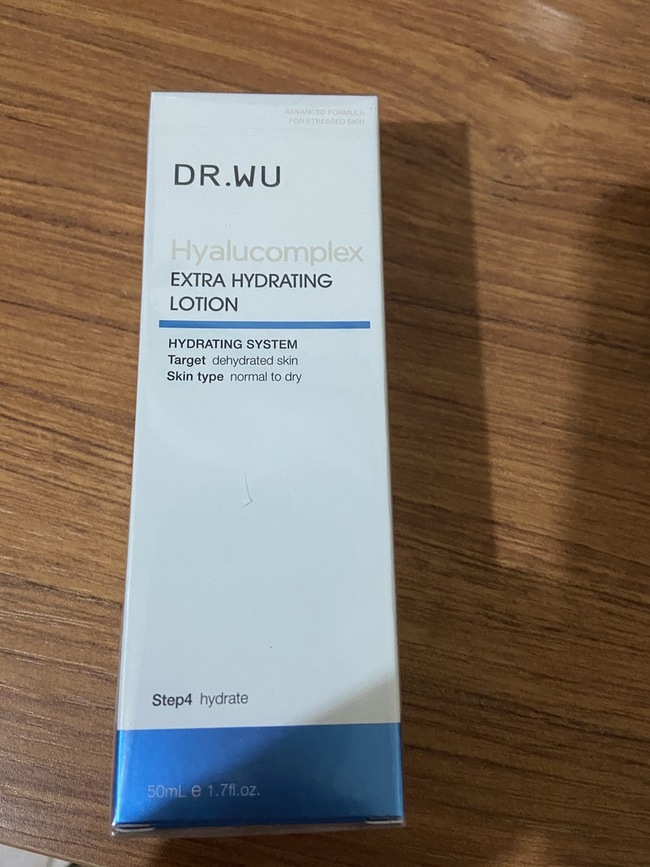 ADVANCED FORMULA
FOR STRESSED SKIN
DR.WU
Hyalucomplex
EXTRA HYDRATING
LOTION
HYDRATING SYSTEM
Target dehydrated skin
Skin type normal to dry
Step4 hydrate
50mL e 1.7fl.oz.